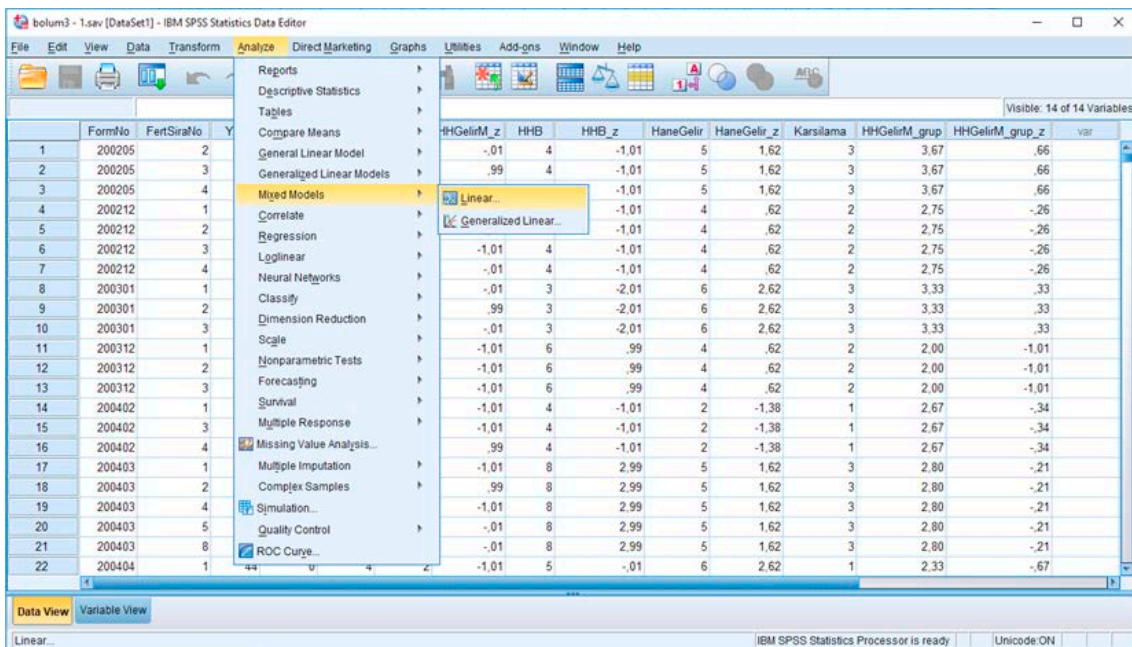 bolum3 - 1.sav [DataSet1] - IBM SPSS Statistics Data Editor
File Edit View Data Transform Analyze Direct Marketing Graphs Utilities Add-ons Window Help
Visible: 14 of 14 Variables
FormNo FertSiraNo Y HHGelirM_z HHB HHB_z HaneGelir HaneGelir_z Karsilama HHGelirM_grup HHGelirM_grup_z var
1 200205 2 -,01 4 -1,01 5 1,62 3 3,67 ,66
2 200205 3 ,99 4 -1,01 5 1,62 3 3,67 ,66
3 200205 4 -1,01 5 1,62 3 3,67 ,66
4 200212 1 -1,01 4 ,62 2 2,75 -,26
5 200212 2 -1,01 4 ,62 2 2,75 -,26
6 200212 3 -1,01 4 -1,01 4 ,62 2 2,75 -,26
7 200212 4 -,01 4 -1,01 4 ,62 2 2,75 -,26
8 200301 1 -,01 3 -2,01 6 2,62 3 3,33 ,33
9 200301 2 ,99 3 -2,01 6 2,62 3 3,33 ,33
10 200301 3 -,01 3 -2,01 6 2,62 3 3,33 ,33
11 200312 1 -1,01 6 ,99 4 ,62 2 2,00 -1,01
12 200312 2 -1,01 6 ,99 4 ,62 2 2,00 -1,01
13 200312 3 -1,01 6 ,99 4 ,62 2 2,00 -1,01
14 200402 1 -1,01 4 -1,01 2 -1,38 1 2,67 -,34
15 200402 3 -1,01 4 -1,01 2 -1,38 1 2,67 -,34
16 200402 4 ,99 4 -1,01 2 -1,38 1 2,67 -,34
17 200403 1 -1,01 8 2,99 5 1,62 3 2,80 -,21
18 200403 2 ,99 8 2,99 5 1,62 3 2,80 -,21
19 200403 4 -1,01 8 2,99 5 1,62 3 2,80 -,21
20 200403 5 -,01 8 2,99 5 1,62 3 2,80 -,21
21 200403 8 -,01 8 2,99 5 1,62 3 2,80 -,21
22 200404 1 44 0 4 2 -1,01 5 -,01 6 2,62 1 2,33 -,67
Reports
Descriptive Statistics
Tables
Compare Means
General Linear Model
Generalized Linear Models
Mixed Models
Correlate
Regression
Loglinear
Neural Networks
Classify
Dimension Reduction
Scale
Nonparametric Tests
Forecasting
Survival
Multiple Response
Missing Value Analysis...
Multiple Imputation
Complex Samples
Simulation...
Quality Control
ROC Curve...
Linear...
Generalized Linear...
Data View Variable View
Linear... IBM SPSS Statistics Processor is ready Unicode:ON